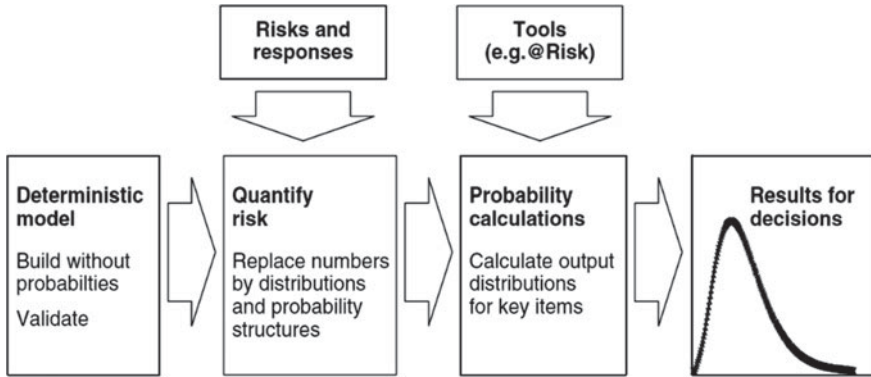 Risks and
responses
Tools
(e.g.@Risk)
Deterministic
model
Build without
probabilties
Validate
Quantify
risk
Replace numbers
by distributions
and probability
structures
Probability
calculations
Calculate output
distributions
for key items
Results for
decisions